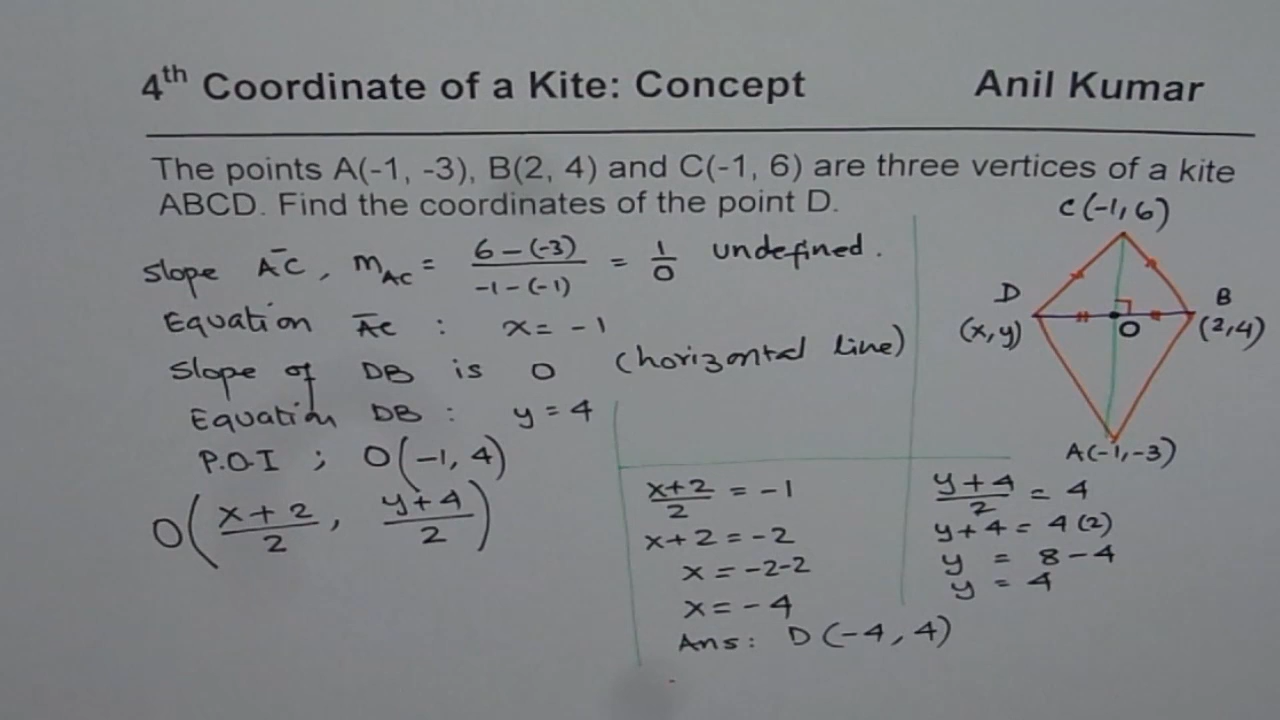 4th Coordinate of a Kite: Concept Anil Kumar
The points A(-1, -3), B(2, 4) and C(-1, 6) are three vertices of a kite
ABCD. Find the coordinates of the point D.
Slope AC, mAC = 6-(-3)/-1-(-1) = 1/0 undefined.
Equation AC : x = -1
Slope of DB is 0 (horizontal line)
Equation DB : y = 4
P.O.I ; O(-1, 4)
O(x+2/2, y+4/2)
x+2/2 = -1
x+2 = -2
x = -2-2
x = -4
Ans: D(-4, 4)
y+4/2 = 4
y+4 = 4(2)
y = 8-4
y = 4
C(-1, 6)
D
(x, y)
B
(2, 4)
O
A(-1, -3)